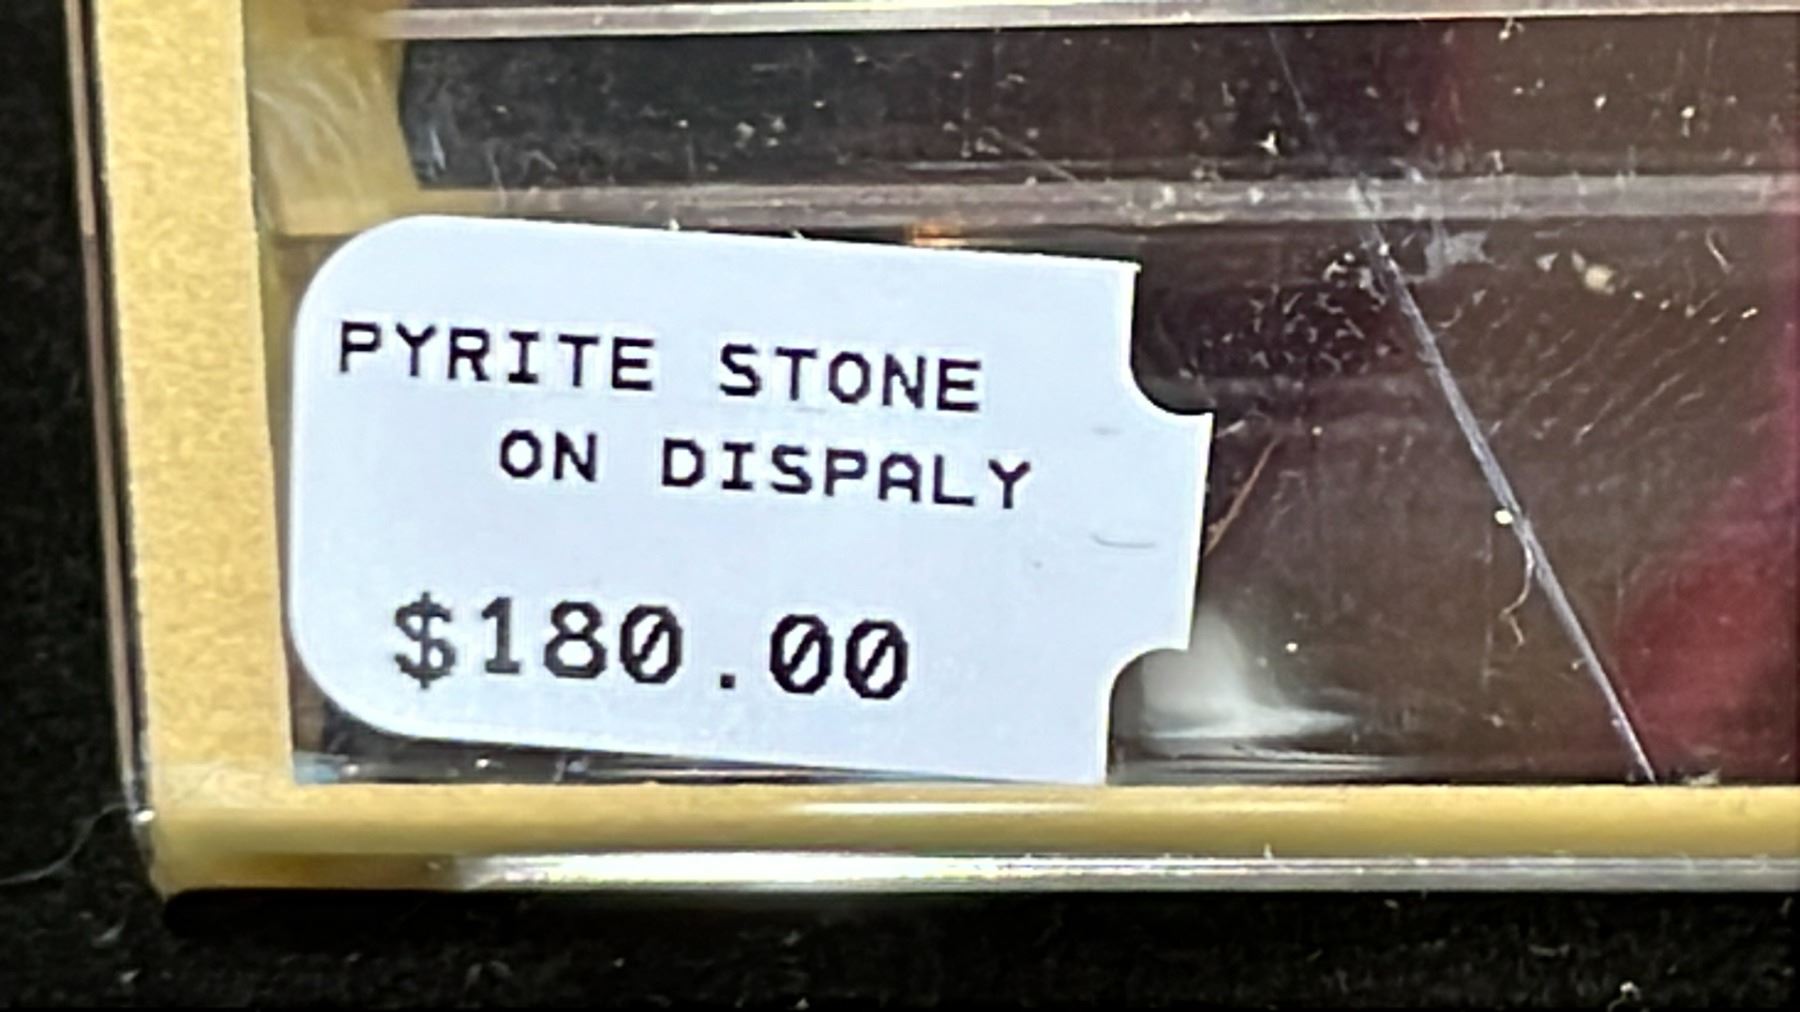 PYRITE STONE
ON DISPALY
$180.00